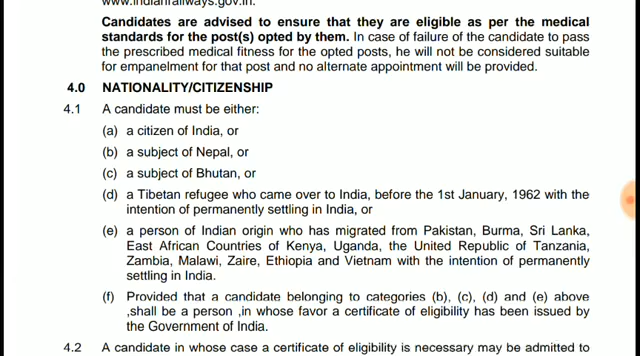 www.indianrailways.gov.in.
Candidates are advised to ensure that they are eligible as per the medical
standards for the post(s) opted by them. In case of failure of the candidate to pass
the prescribed medical fitness for the opted posts, he will not be considered suitable
for empanelment for that post and no alternate appointment will be provided.
4.0 NATIONALITY/CITIZENSHIP
4.1 A candidate must be either:
(a) a citizen of India, or
(b) a subject of Nepal, or
(c) a subject of Bhutan, or
(d) a Tibetan refugee who came over to India, before the 1st January, 1962 with the
intention of permanently settling in India, or
(e) a person of Indian origin who has migrated from Pakistan, Burma, Sri Lanka,
East African Countries of Kenya, Uganda, the United Republic of Tanzania,
Zambia, Malawi, Zaire, Ethiopia and Vietnam with the intention of permanently
settling in India.
(f) Provided that a candidate belonging to categories (b), (c), (d) and (e) above
,shall be a person ,in whose favor a certificate of eligibility has been issued by
the Government of India.
4.2 A candidate in whose case a certificate of eligibility is necessary may be admitted to